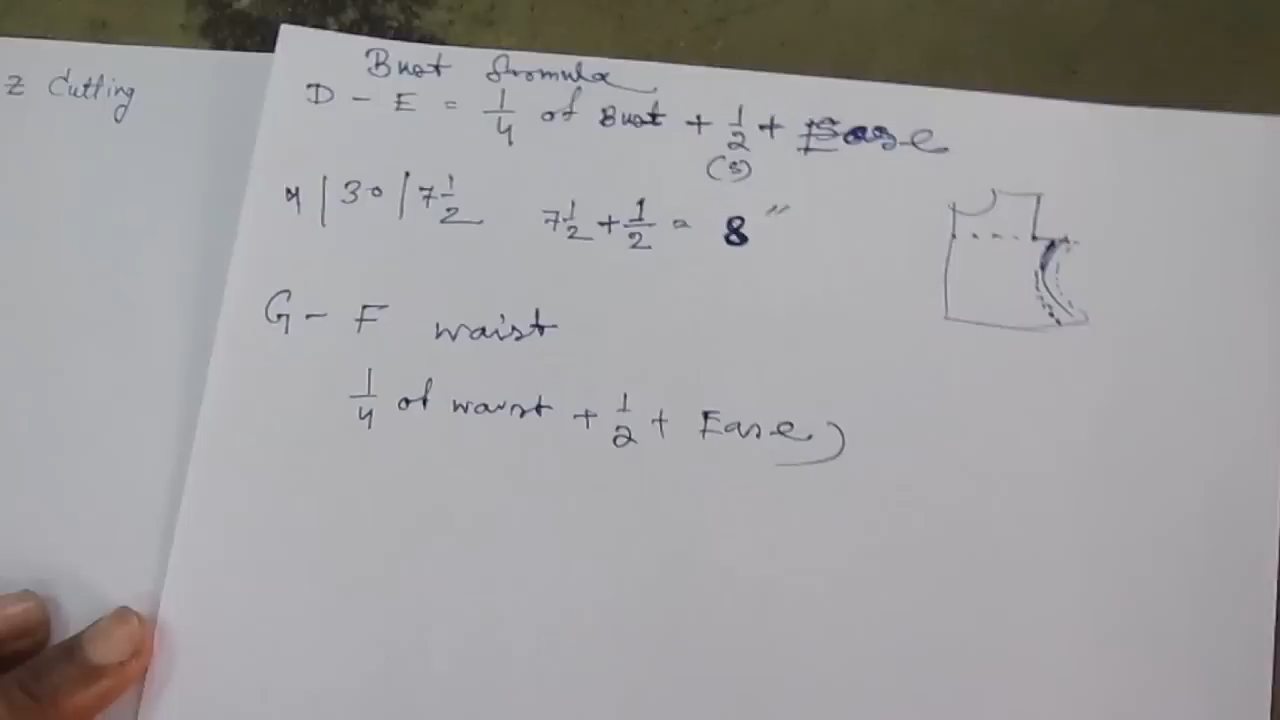 z Cutting
Bust fromula
D - E = 1/4 of Bust + 1/2 + Ease
(s)
4 | 30 | 7 1/2   7 1/2 + 1/2 = 8"
G - F waist
1/4 of waist + 1/2 + Ease